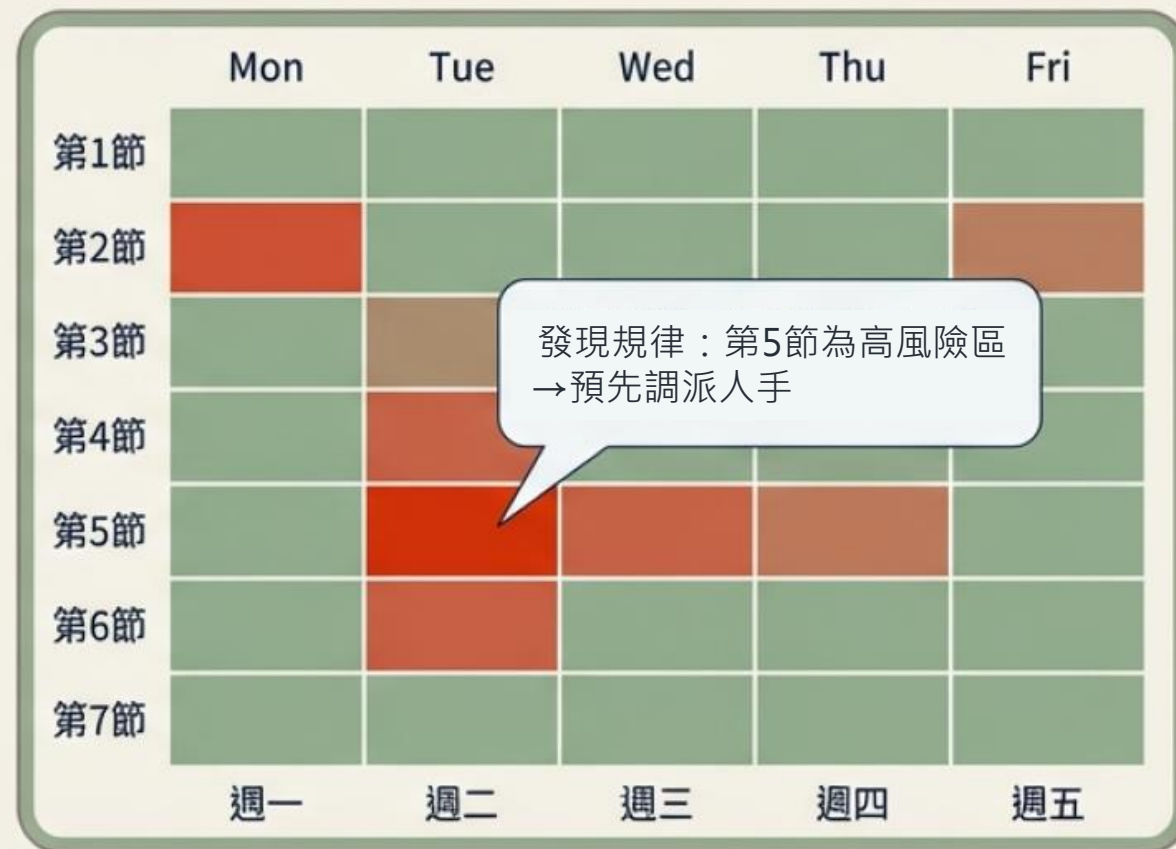 Mon Tue Wed Thu Fri
第1節
第2節
第3節
發現規律：第5節為高風險區
→預先調派人手
第4節
第5節
第6節
第7節
週一 週二 週三 週四 週五